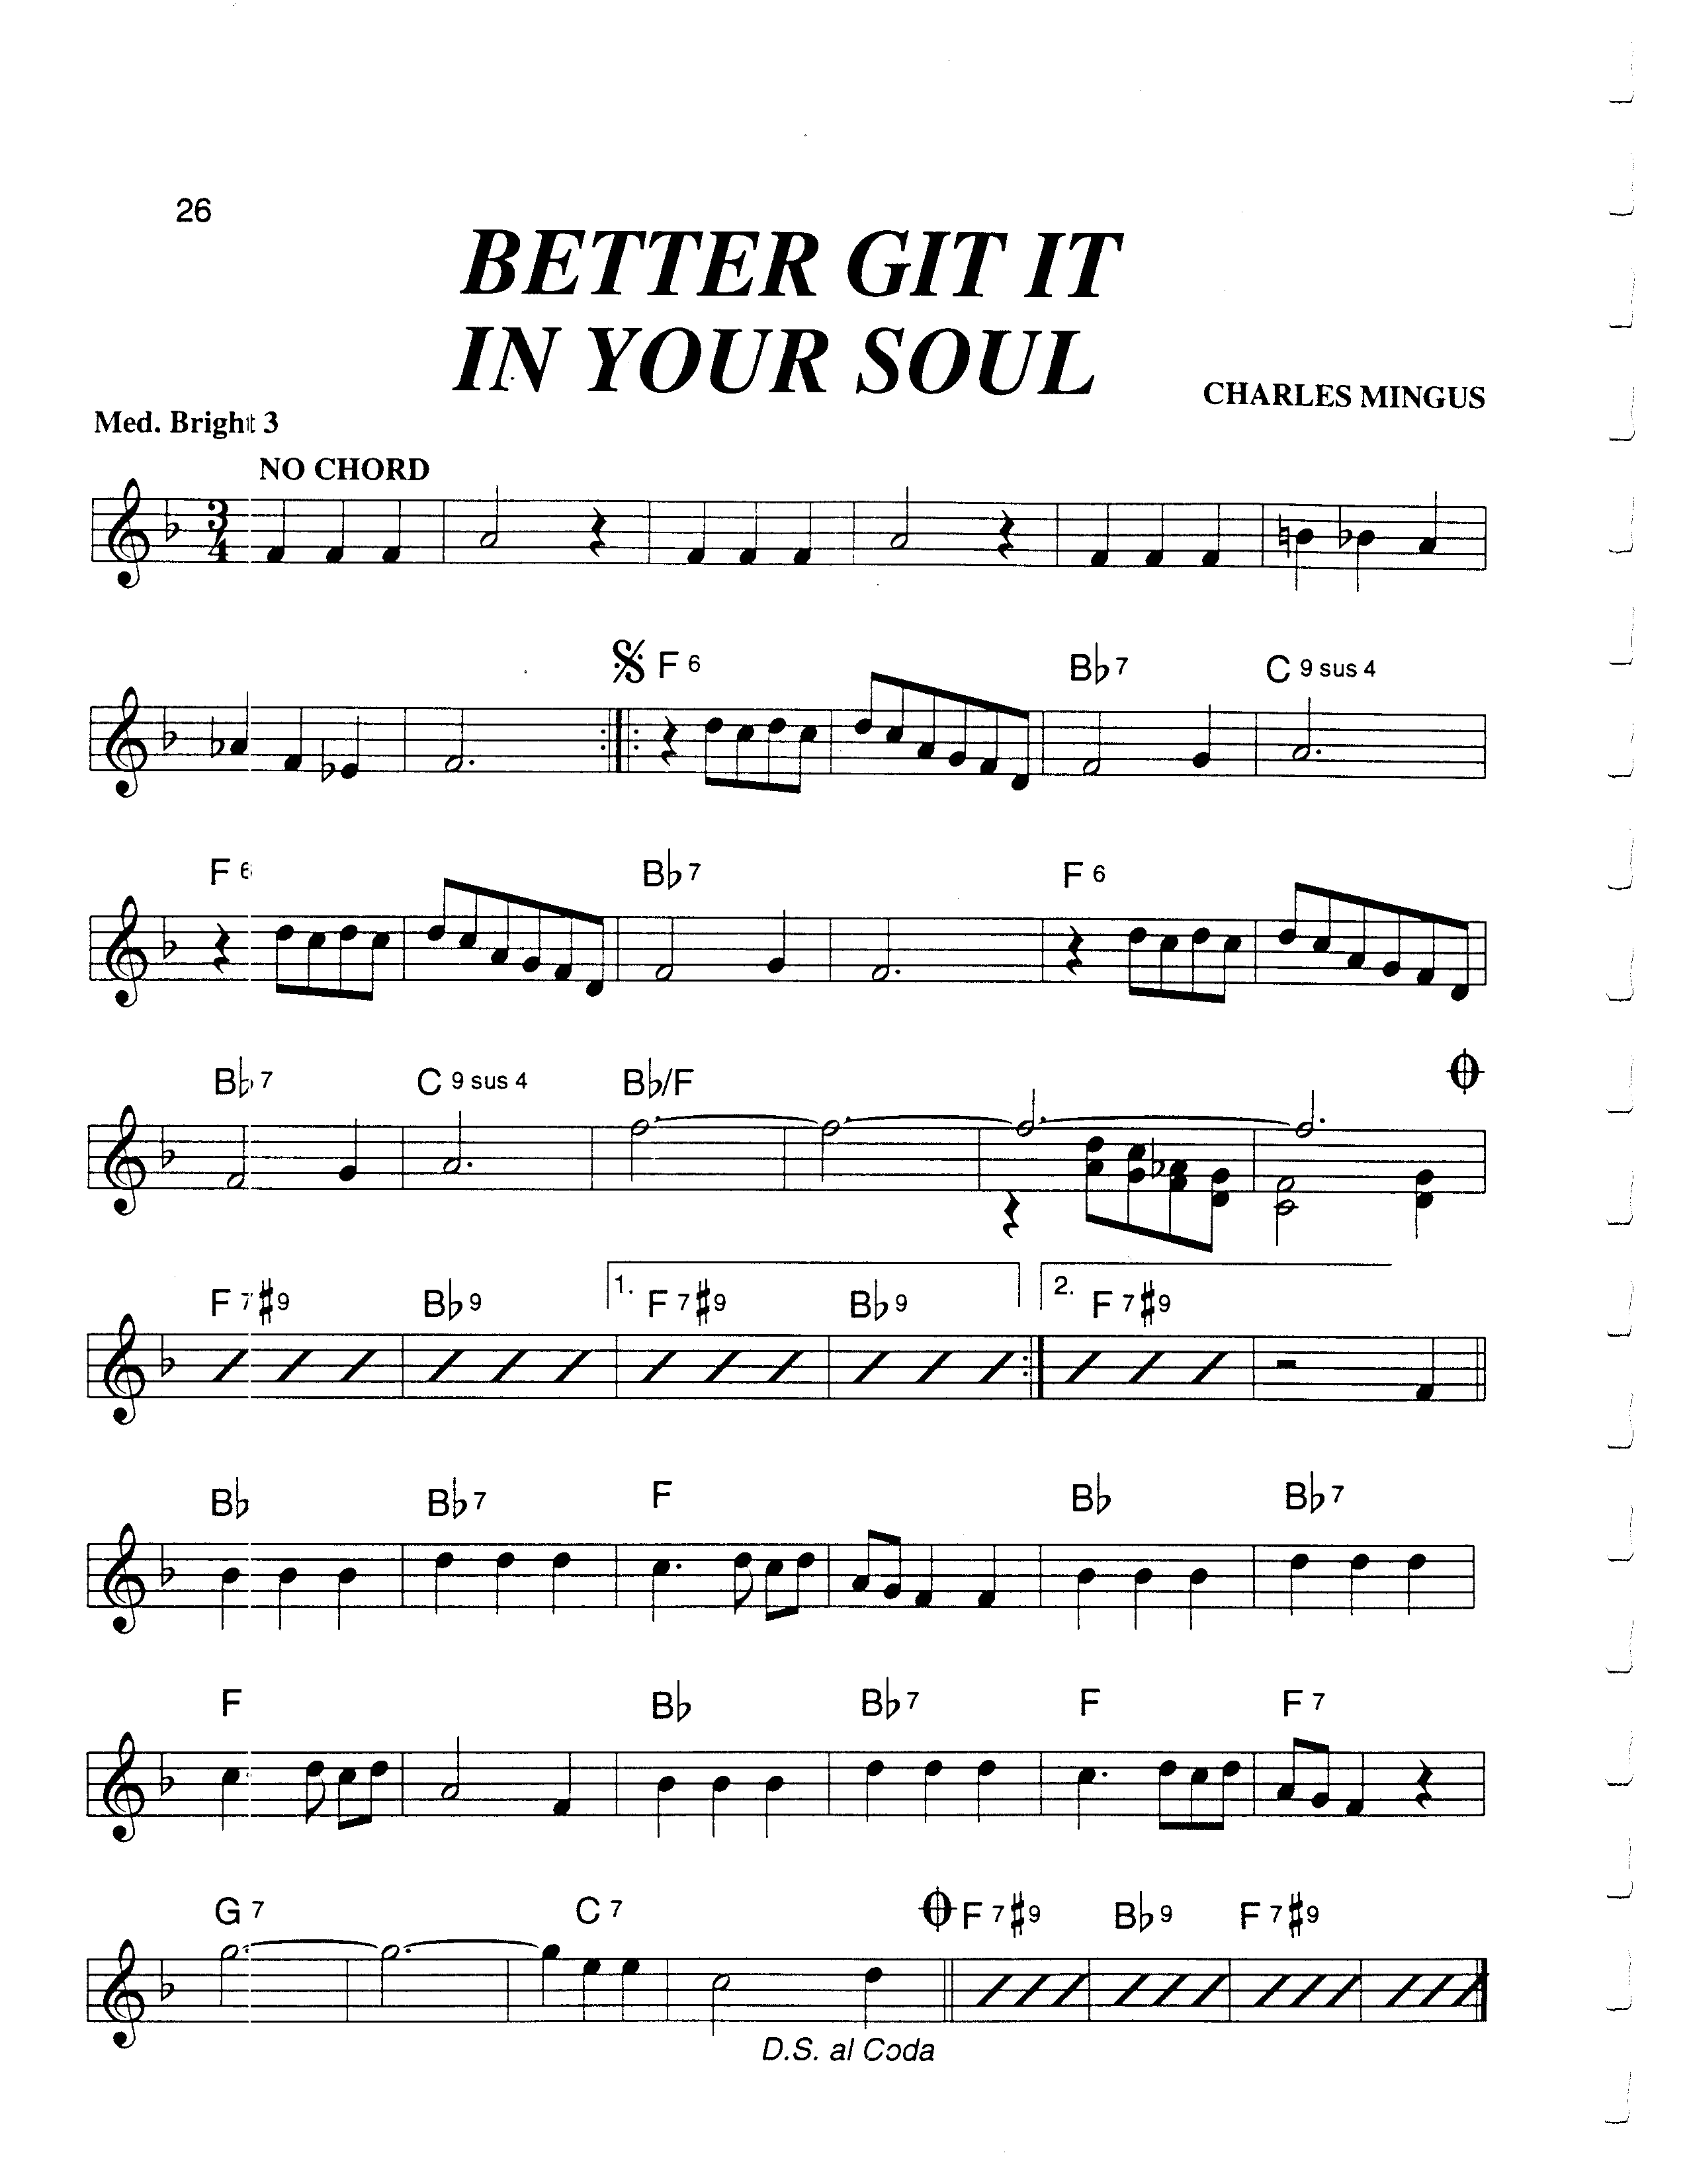 26
BETTER GIT IT
IN YOUR SOUL
CHARLES MINGUS
Med. Bright 3
NO CHORD
3
4
F 6 B♭7 C 9 sus 4
F 6 B♭7 F 6
B♭7 C 9 sus 4 B♭/F
F 7 ♯9 B♭9 1. F 7 ♯9 B♭9 2. F 7 ♯9
B♭ B♭7 F B♭ B♭7
F B♭ B♭7 F F 7
G 7 C 7 F 7 ♯9 B♭9 F 7 ♯9
D.S. al Coda